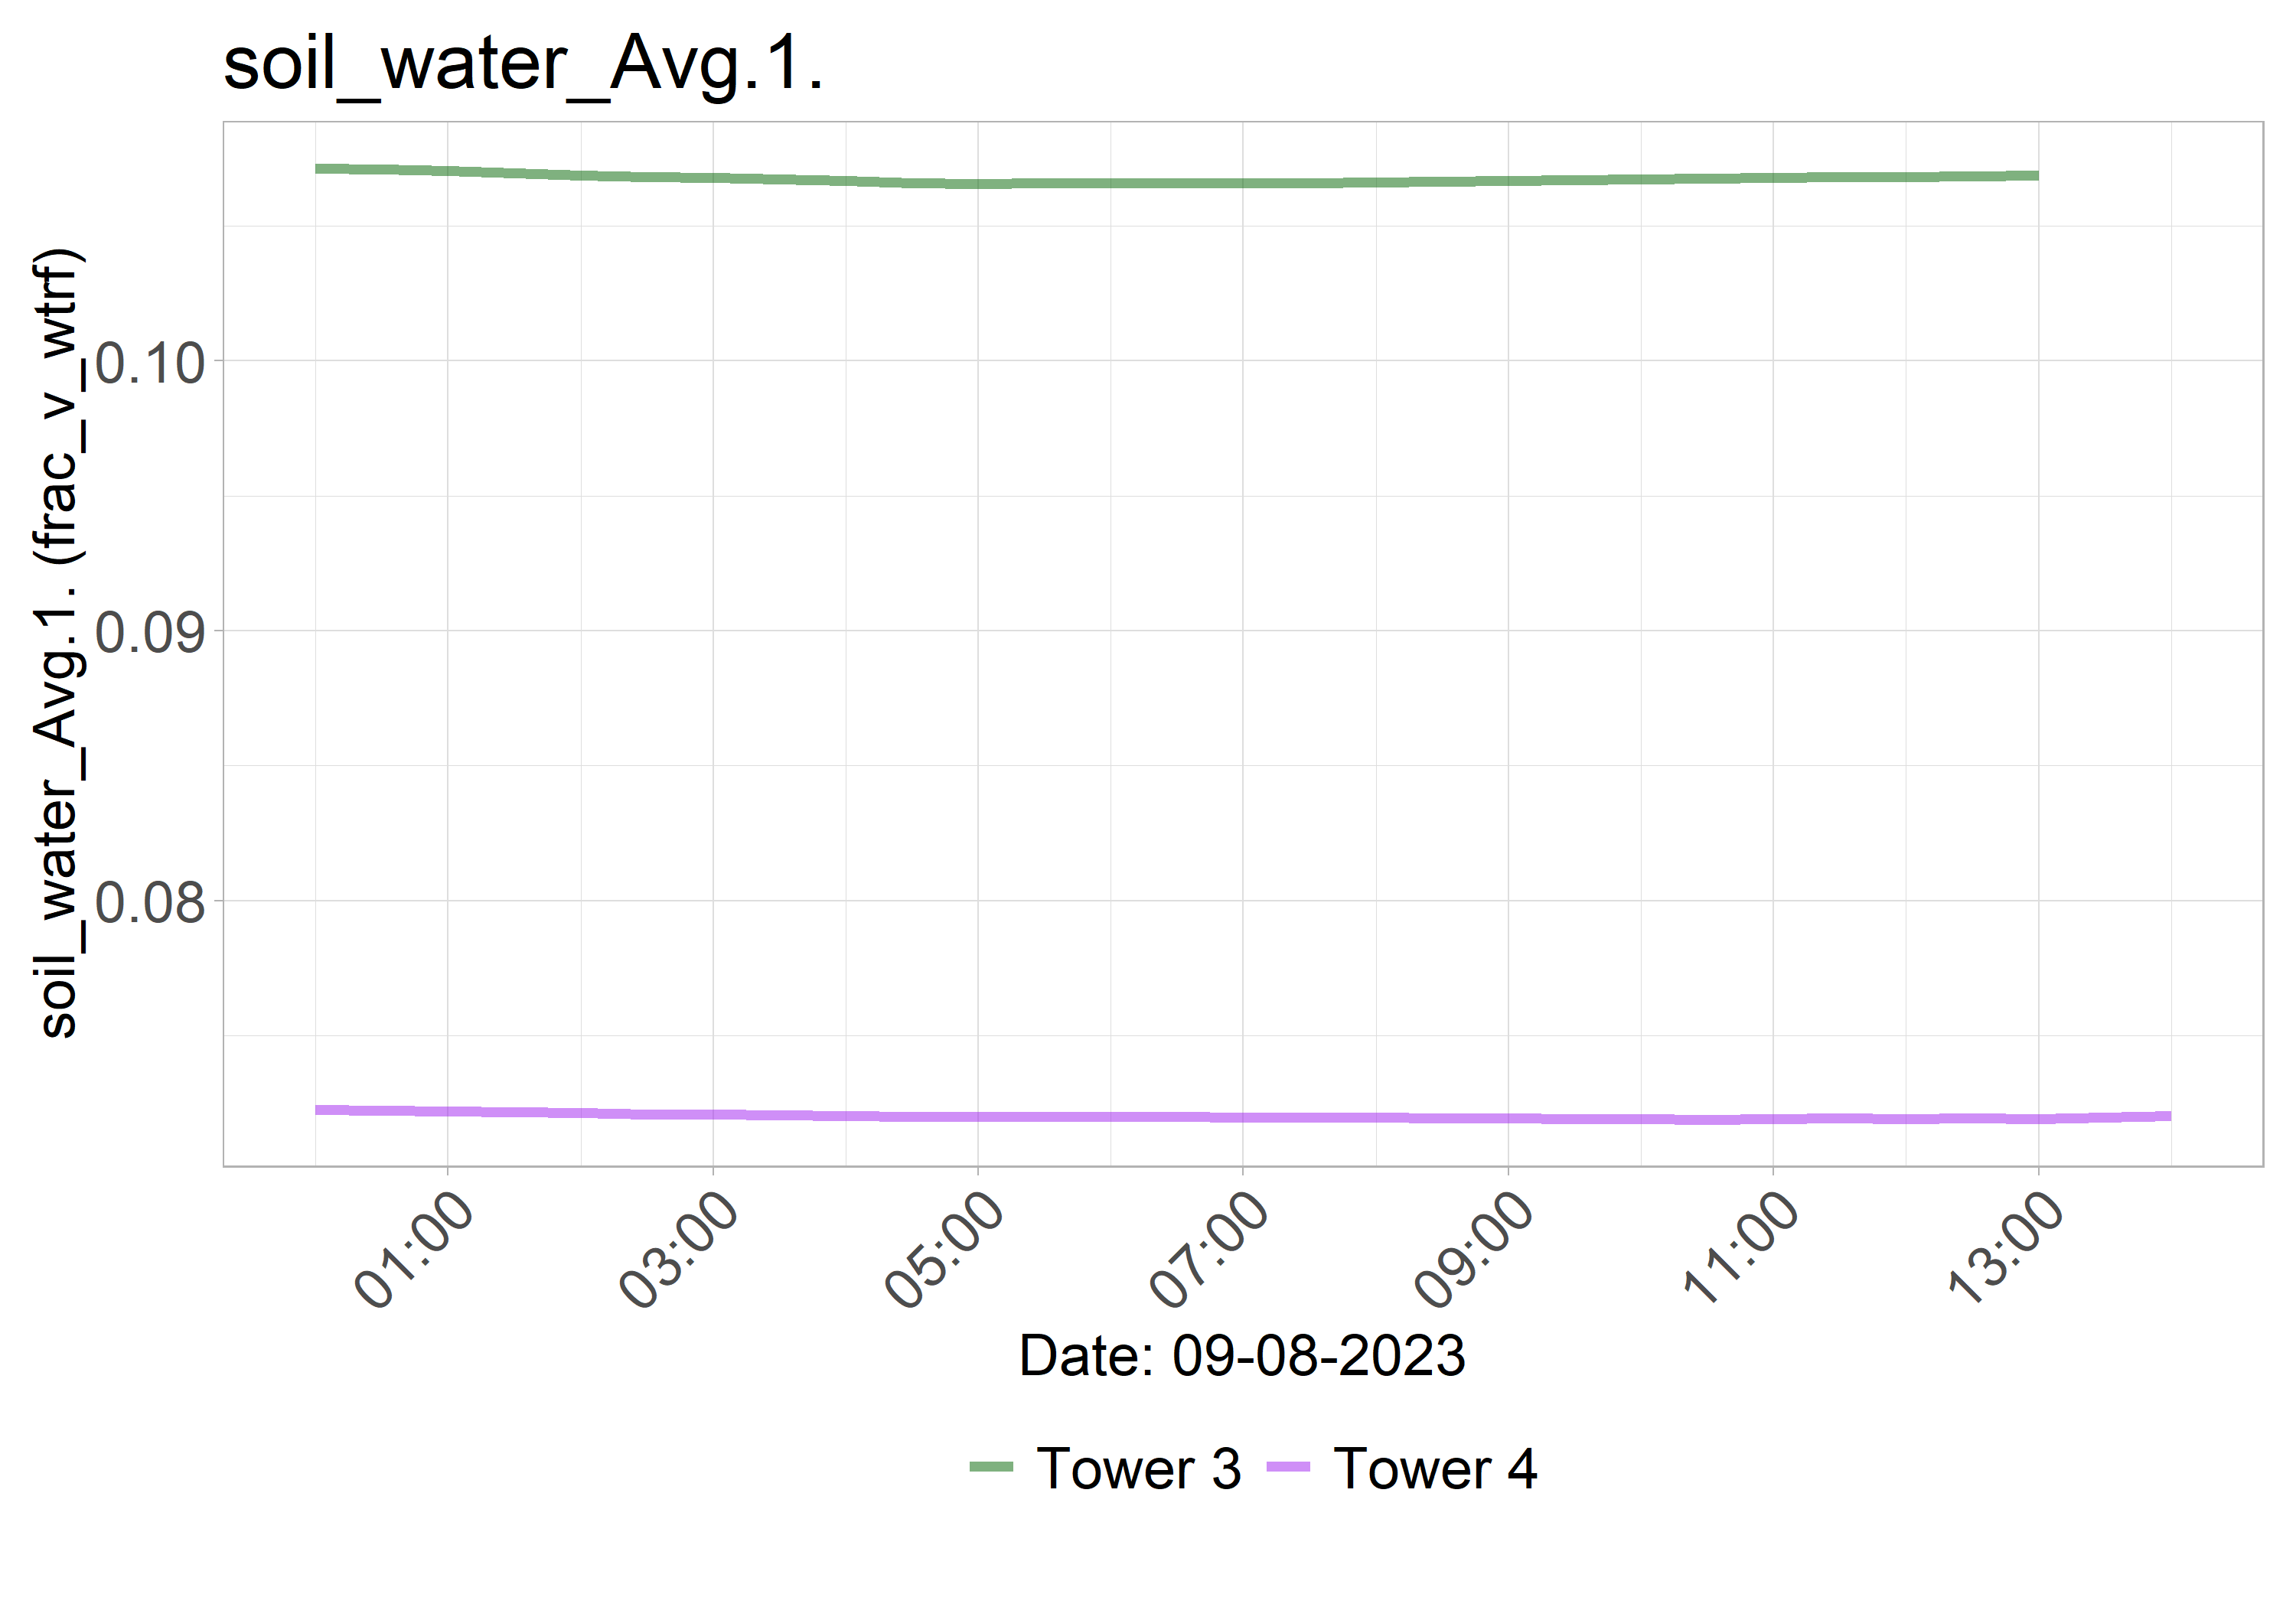 soil_water_Avg.1.
soil_water_Avg.1. (frac_v_wtrf)
0.10
0.09
0.08
01:00
03:00
05:00
07:00
09:00
11:00
13:00
Date: 09-08-2023
Tower 3
Tower 4